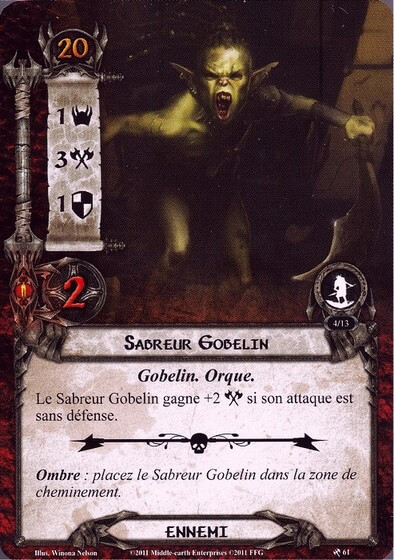 20
1
3
1
2
4/13
Sabreur Gobelin
Gobelin. Orque.
Le Sabreur Gobelin gagne +2 si son attaque est
sans défense.
Ombre : placez le Sabreur Gobelin dans la zone de
cheminement.
ENNEMI
Illus. Winona Nelson ©2011 Middle-earth Enterprises ©2011 FFG 61